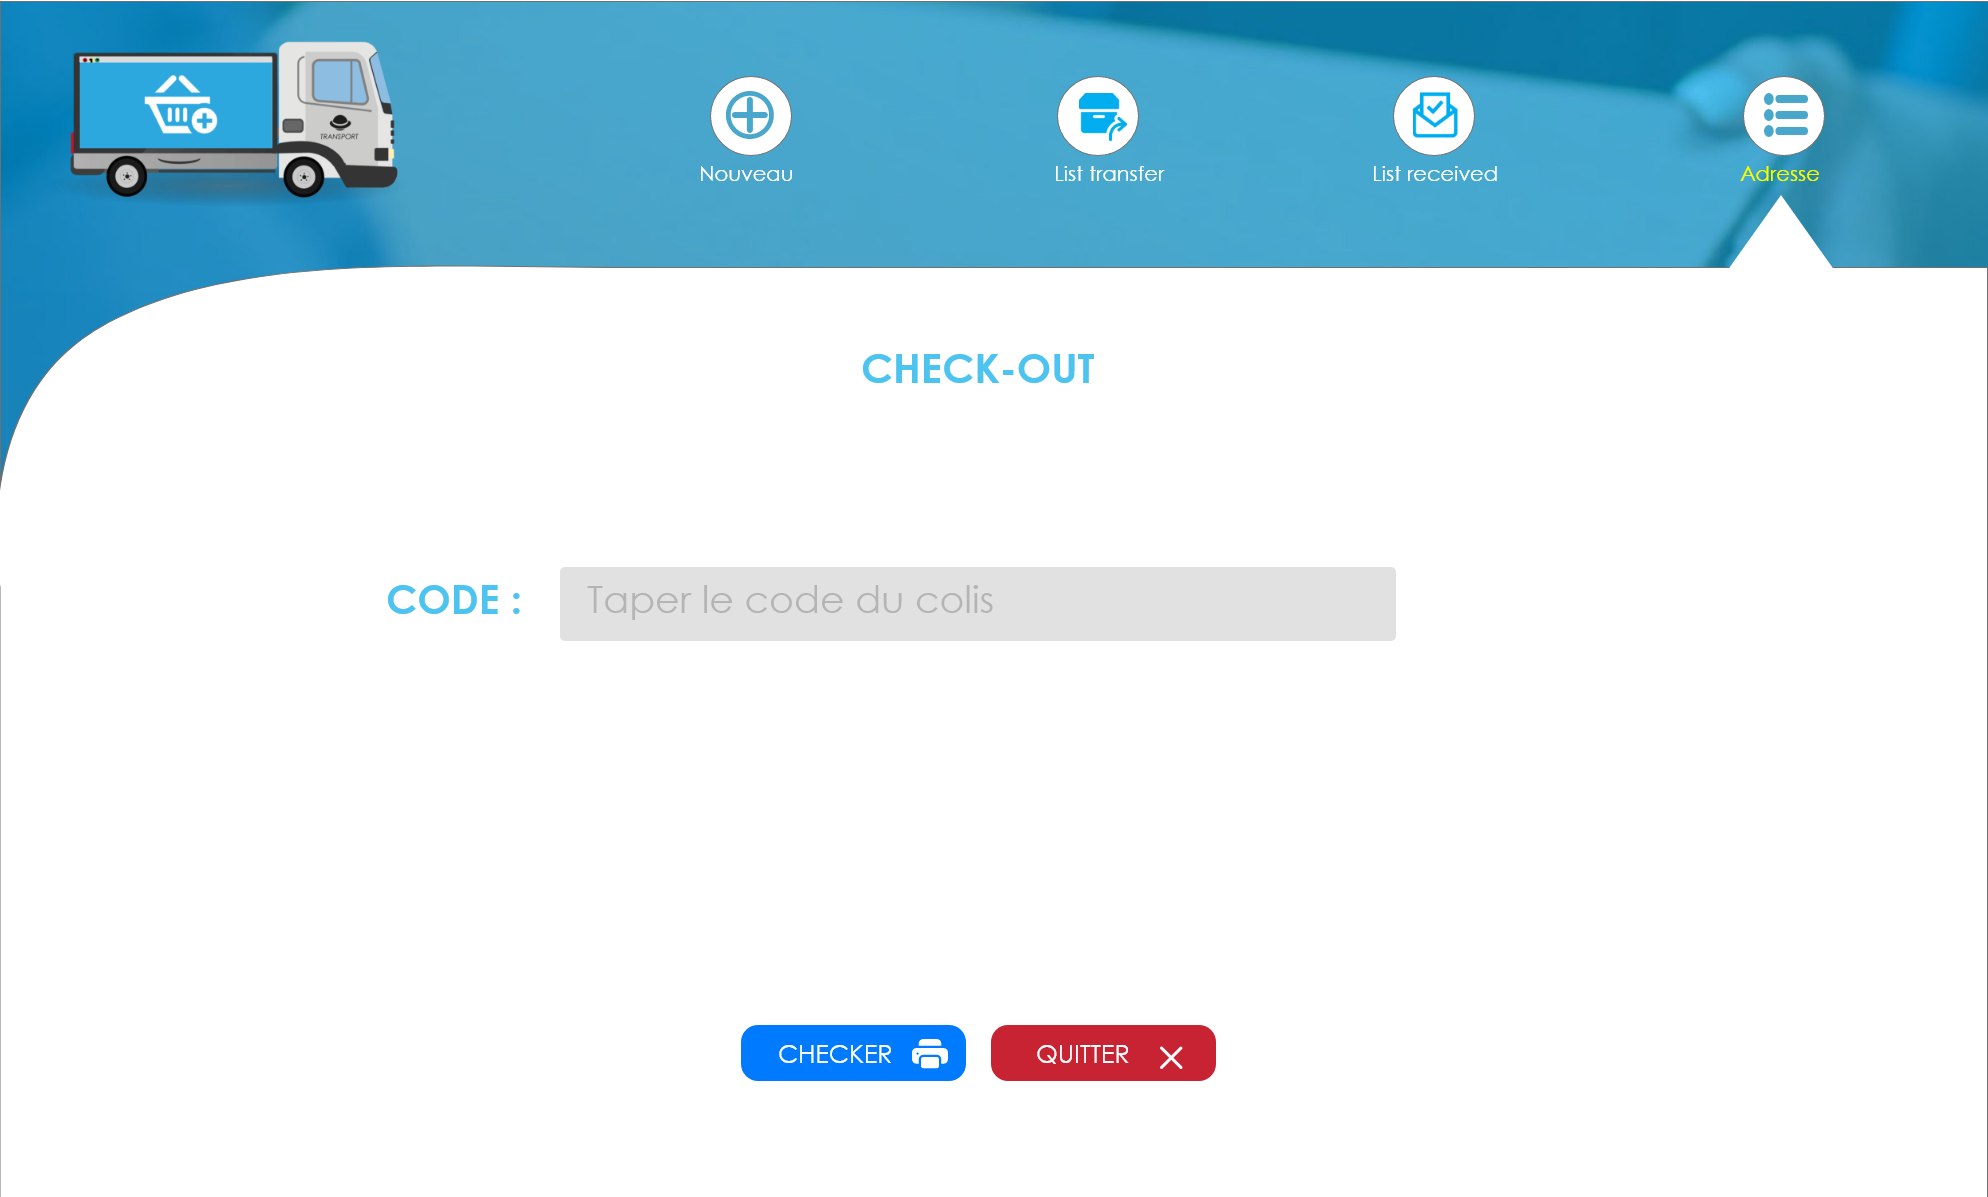 TRANSPORT
Nouveau
List transfer
List received
Adresse
CHECK-OUT
CODE :
Taper le code du colis
CHECKER
QUITTER